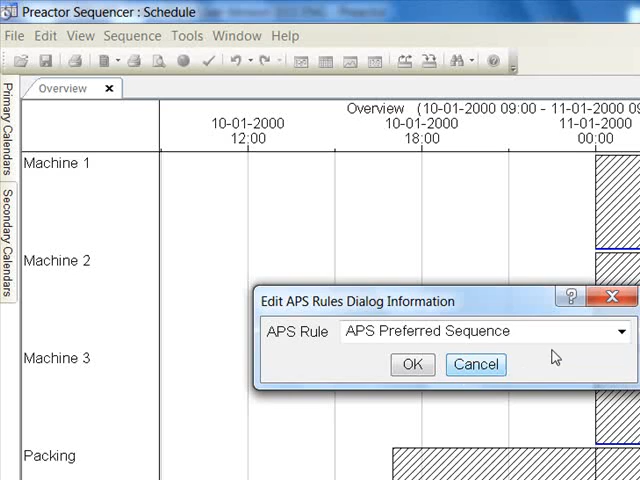 Preactor Sequencer : Schedule
File Edit View Sequence Tools Window Help
Overview
Primary Calendars
Secondary Calendars
Overview (10-01-2000 09:00 - 11-01-2000 09
10-01-2000 10-01-2000 11-01-2000
12:00 18:00 00:00
Machine 1
Machine 2
Edit APS Rules Dialog Information
APS Rule APS Preferred Sequence
OK Cancel
Machine 3
Packing